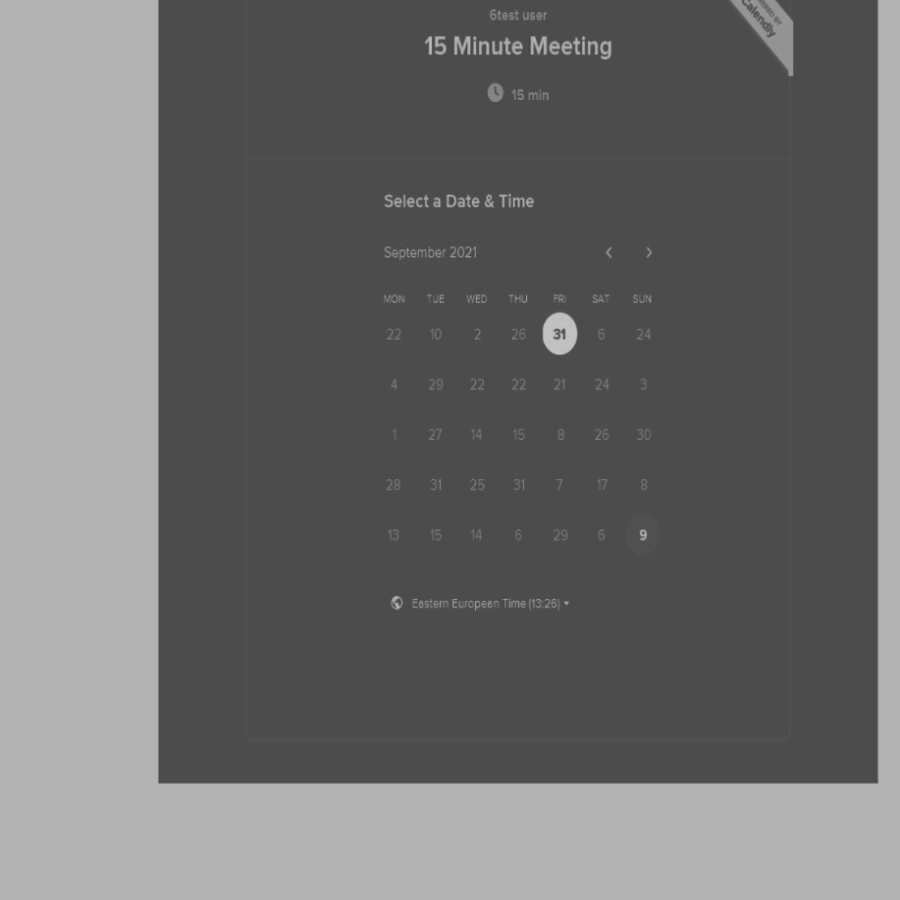 6test user
15 Minute Meeting
15 min
Calendly
Select a Date & Time
September 2021
MON TUE WED THU FRI SAT SUN
22 10 2 26 31 6 24
4 29 22 22 21 24 3
1 27 14 15 8 26 30
28 31 25 31 7 17 8
13 15 14 6 29 6 9
Eastern European Time (13:26)